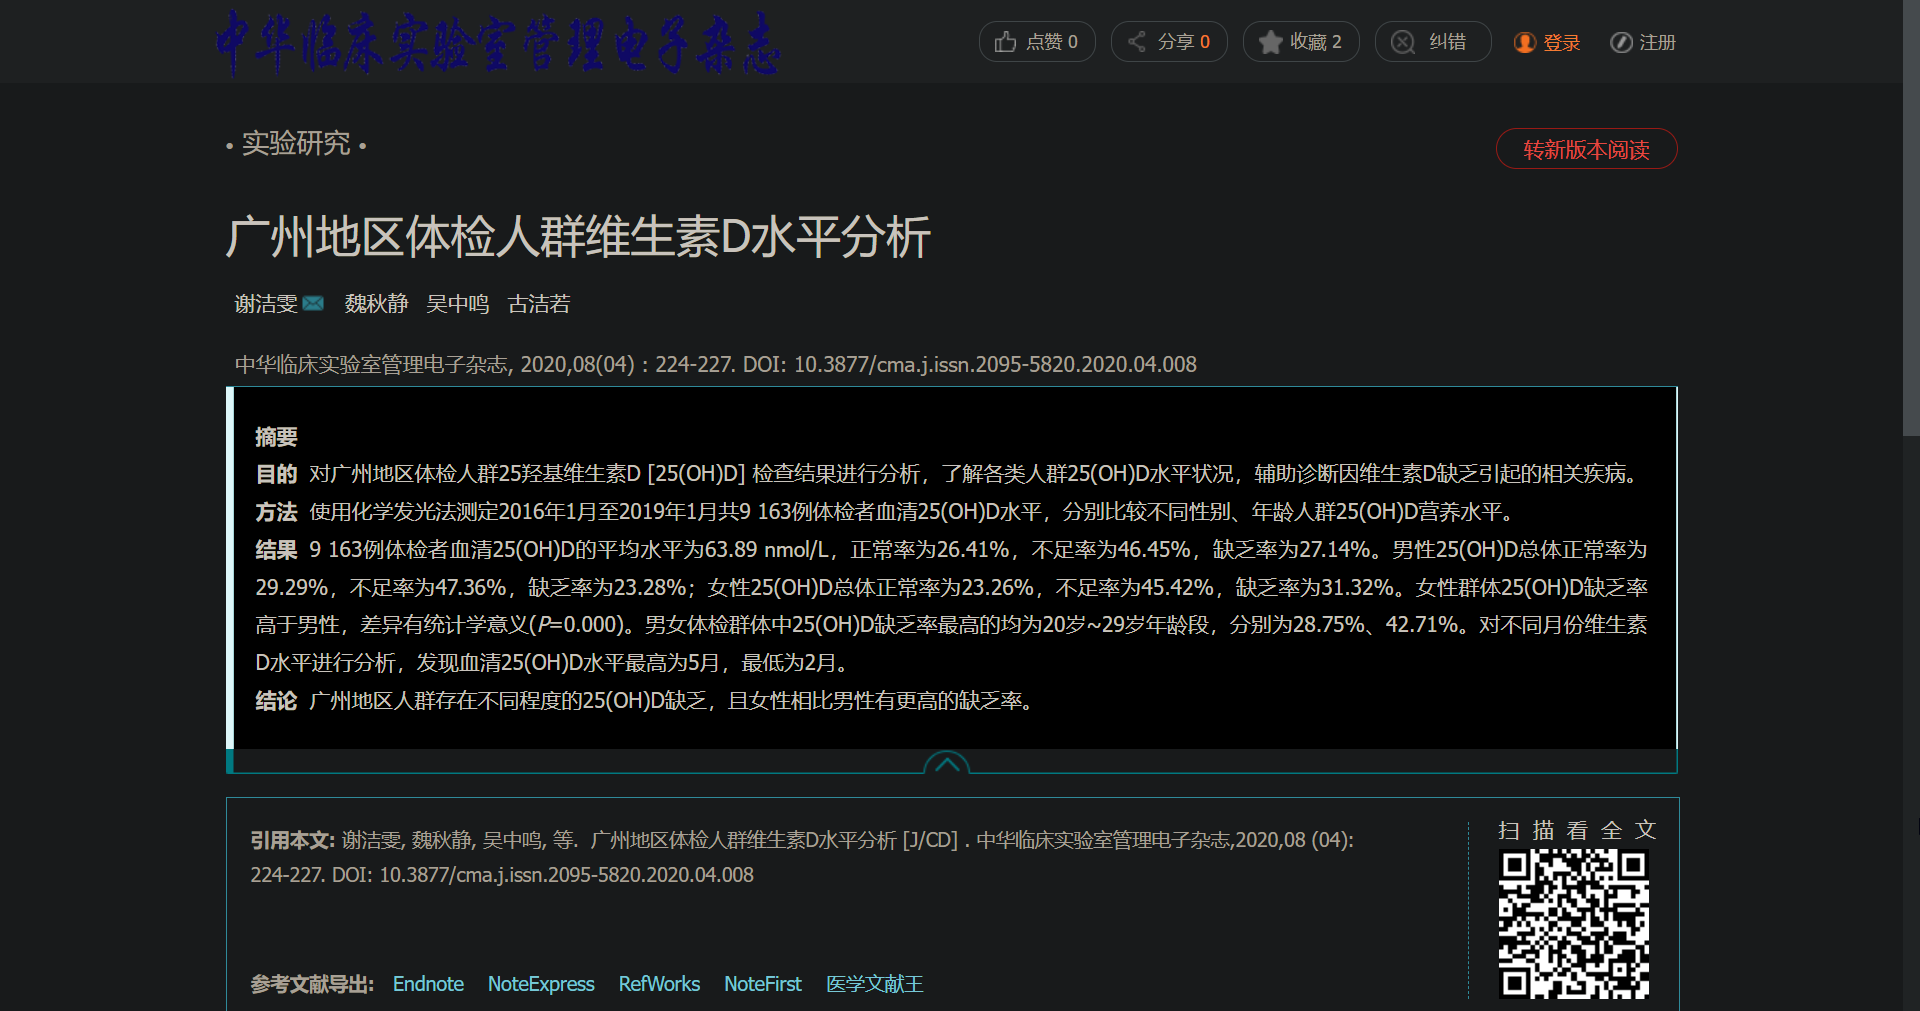 中华临床实验室管理电子杂志
点赞 0 分享 0 收藏 2 纠错 登录 注册
• 实验研究 •
转新版本阅读
广州地区体检人群维生素D水平分析
谢洁雯 魏秋静 吴中鸣 古洁若
中华临床实验室管理电子杂志, 2020,08(04) : 224-227. DOI: 10.3877/cma.j.issn.2095-5820.2020.04.008
摘要
目的 对广州地区体检人群25羟基维生素D [25(OH)D] 检查结果进行分析，了解各类人群25(OH)D水平状况，辅助诊断因维生素D缺乏引起的相关疾病。
方法 使用化学发光法测定2016年1月至2019年1月共9 163例体检者血清25(OH)D水平，分别比较不同性别、年龄人群25(OH)D营养水平。
结果 9 163例体检者血清25(OH)D的平均水平为63.89 nmol/L，正常率为26.41%，不足率为46.45%，缺乏率为27.14%。男性25(OH)D总体正常率为
29.29%，不足率为47.36%，缺乏率为23.28%；女性25(OH)D总体正常率为23.26%，不足率为45.42%，缺乏率为31.32%。女性群体25(OH)D缺乏率
高于男性，差异有统计学意义(P=0.000)。男女体检群体中25(OH)D缺乏率最高的均为20岁~29岁年龄段，分别为28.75%、42.71%。对不同月份维生素
D水平进行分析，发现血清25(OH)D水平最高为5月，最低为2月。
结论 广州地区人群存在不同程度的25(OH)D缺乏，且女性相比男性有更高的缺乏率。
引用本文: 谢洁雯, 魏秋静, 吴中鸣, 等. 广州地区体检人群维生素D水平分析 [J/CD] . 中华临床实验室管理电子杂志,2020,08 (04):
224-227. DOI: 10.3877/cma.j.issn.2095-5820.2020.04.008
扫描看全文
参考文献导出: Endnote NoteExpress RefWorks NoteFirst 医学文献王